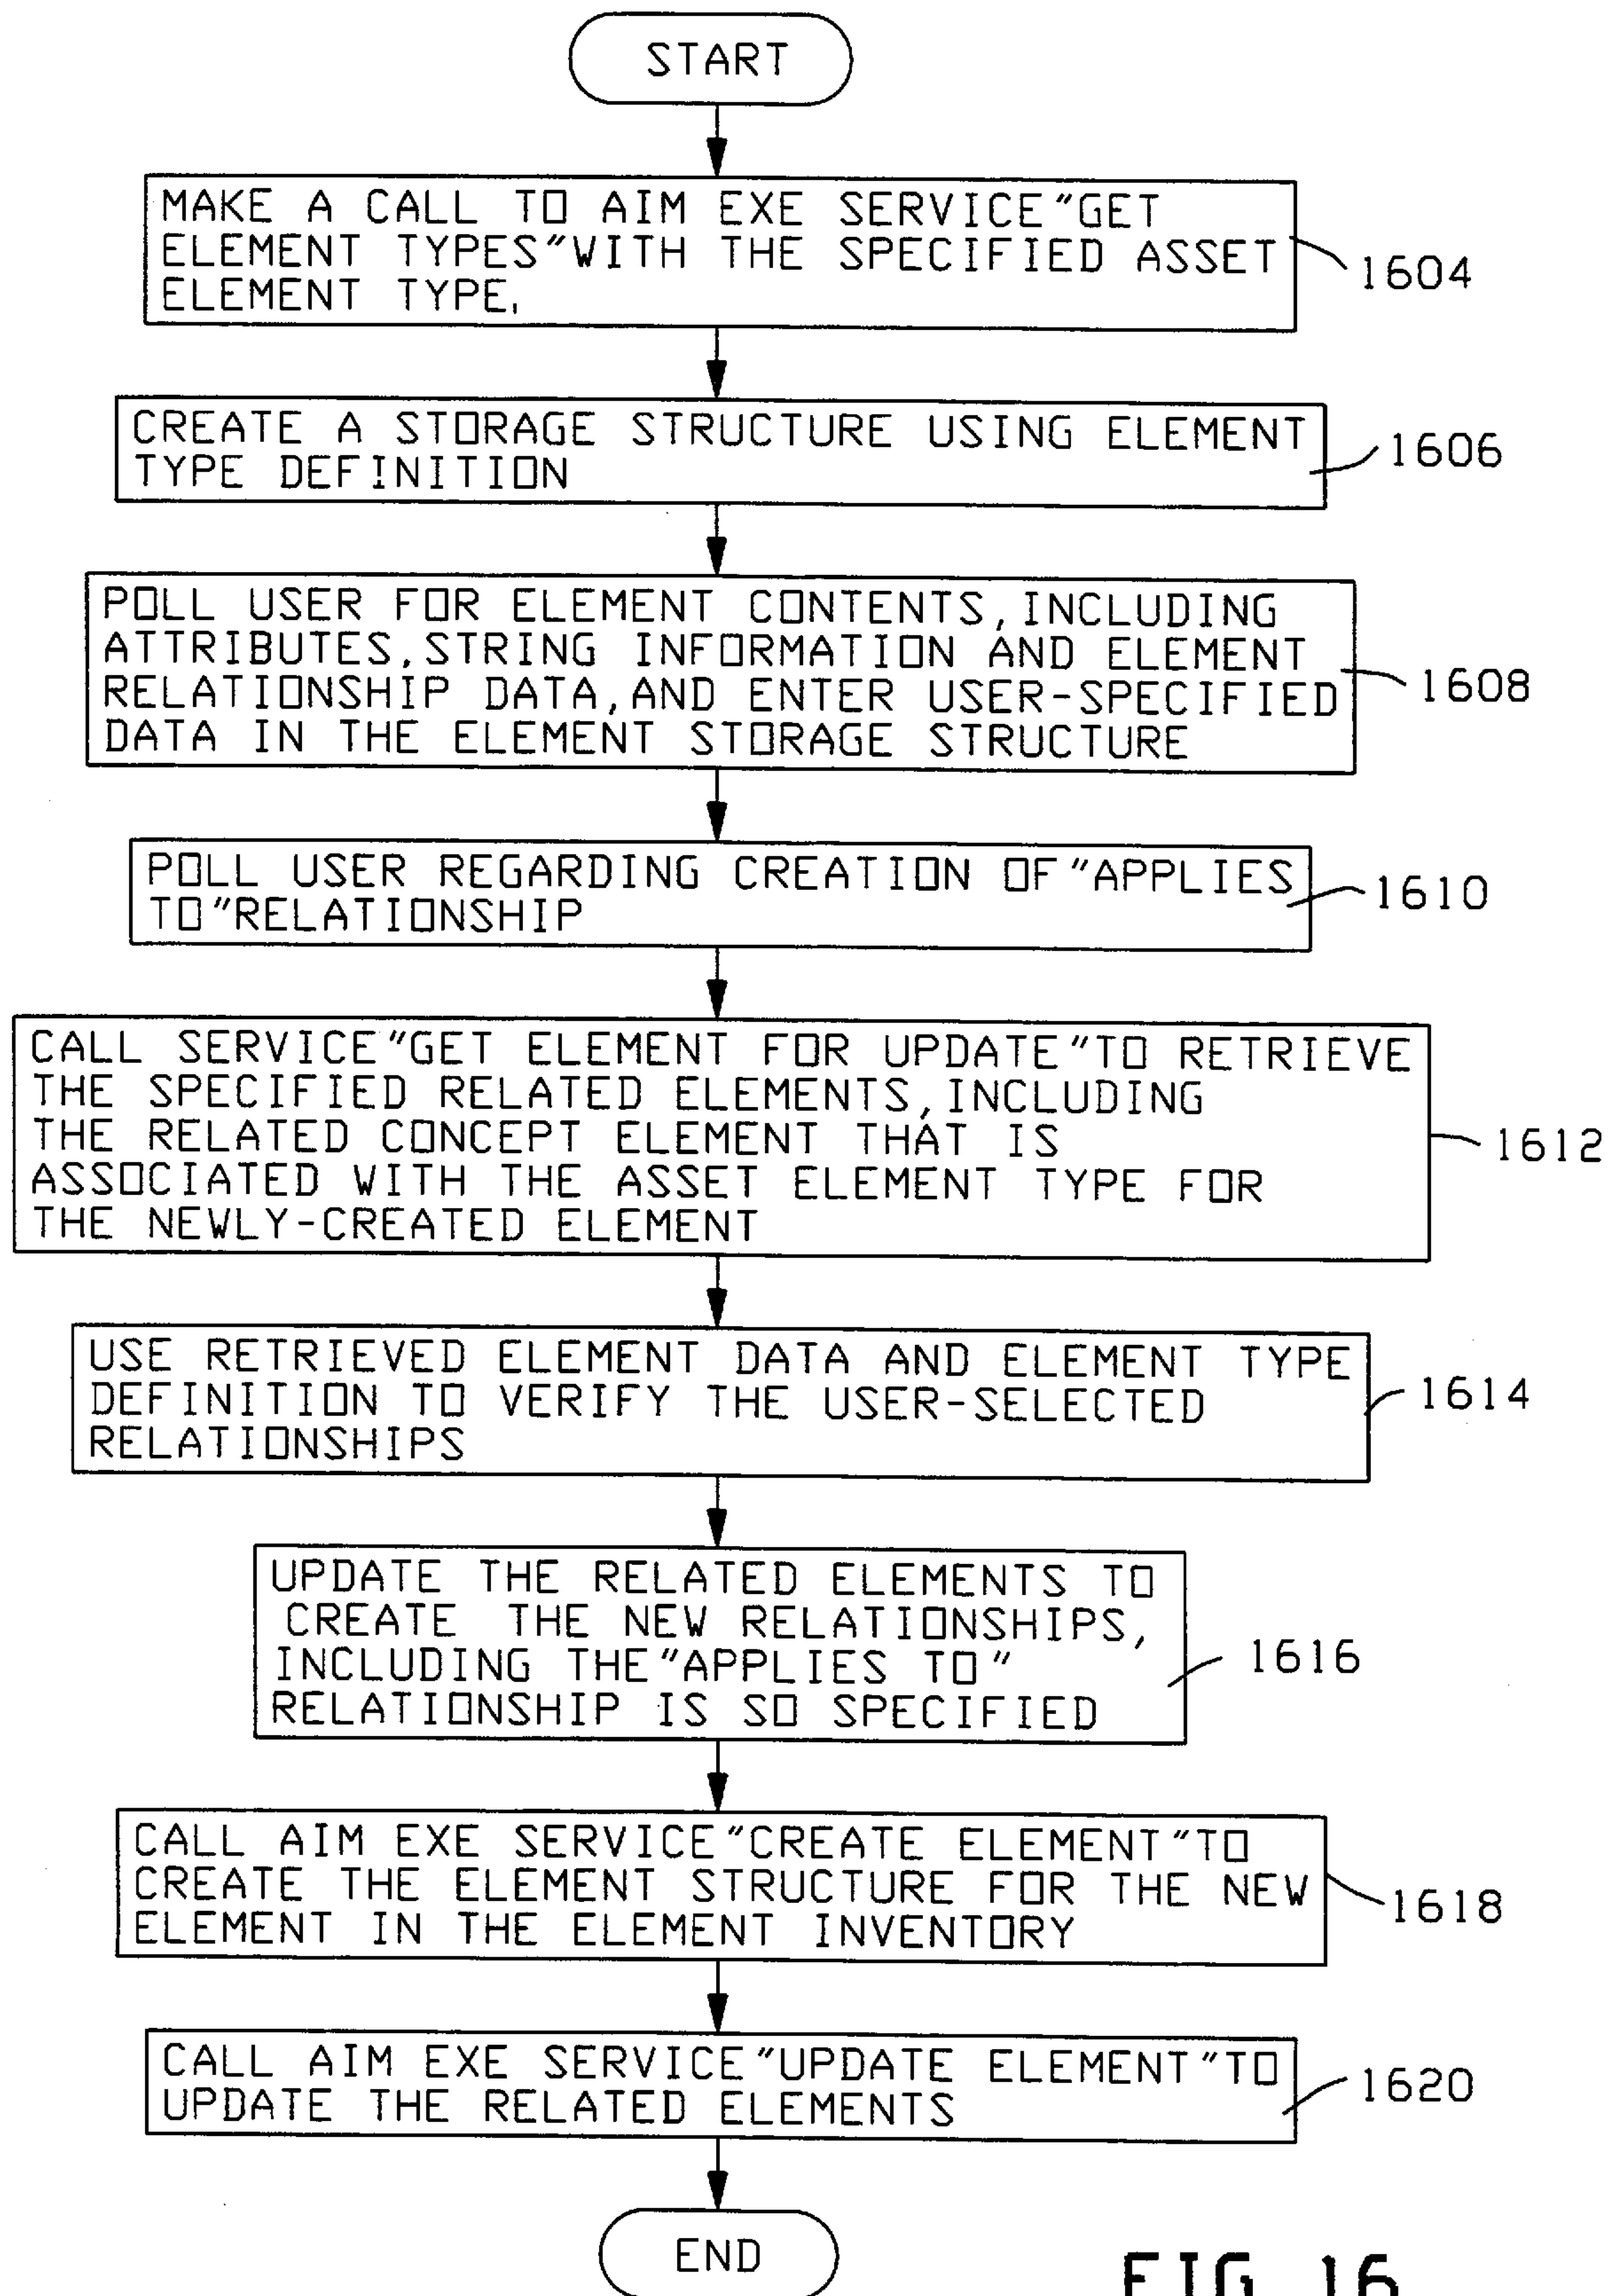 START
MAKE A CALL TO AIM EXE SERVICE "GET
ELEMENT TYPES" WITH THE SPECIFIED ASSET
ELEMENT TYPE.
1604
CREATE A STORAGE STRUCTURE USING ELEMENT
TYPE DEFINITION
1606
POLL USER FOR ELEMENT CONTENTS, INCLUDING
ATTRIBUTES, STRING INFORMATION AND ELEMENT
RELATIONSHIP DATA, AND ENTER USER-SPECIFIED
DATA IN THE ELEMENT STORAGE STRUCTURE
1608
POLL USER REGARDING CREATION OF "APPLIES
TO" RELATIONSHIP
1610
CALL SERVICE "GET ELEMENT FOR UPDATE" TO RETRIEVE
THE SPECIFIED RELATED ELEMENTS, INCLUDING
THE RELATED CONCEPT ELEMENT THAT IS
ASSOCIATED WITH THE ASSET ELEMENT TYPE FOR
THE NEWLY-CREATED ELEMENT
1612
USE RETRIEVED ELEMENT DATA AND ELEMENT TYPE
DEFINITION TO VERIFY THE USER-SELECTED
RELATIONSHIPS
1614
UPDATE THE RELATED ELEMENTS TO
CREATE THE NEW RELATIONSHIPS,
INCLUDING THE "APPLIES TO"
RELATIONSHIP IS SO SPECIFIED
1616
CALL AIM EXE SERVICE "CREATE ELEMENT" TO
CREATE THE ELEMENT STRUCTURE FOR THE NEW
ELEMENT IN THE ELEMENT INVENTORY
1618
CALL AIM EXE SERVICE "UPDATE ELEMENT" TO
UPDATE THE RELATED ELEMENTS
1620
END
FIG. 16